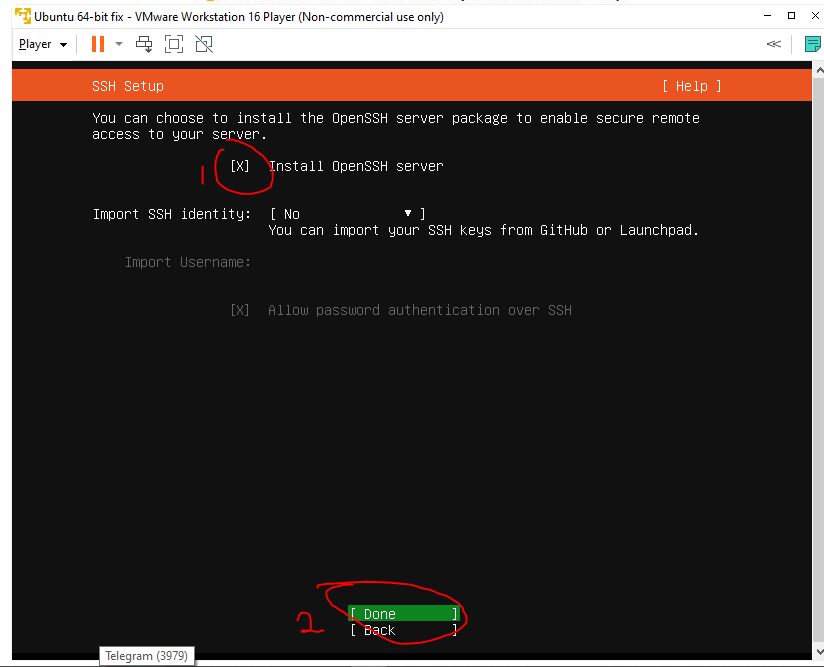 Ubuntu 64-bit fix - VMware Workstation 16 Player (Non-commercial use only)
Player
SSH Setup [ Help ]
You can choose to install the OpenSSH server package to enable secure remote
access to your server.
1 [X] Install OpenSSH server
Import SSH identity: [ No ▾ ]
You can import your SSH keys from GitHub or Launchpad.
Import Username:
[X] Allow password authentication over SSH
[ Done ]
2 [ Back ]
Telegram (3979)